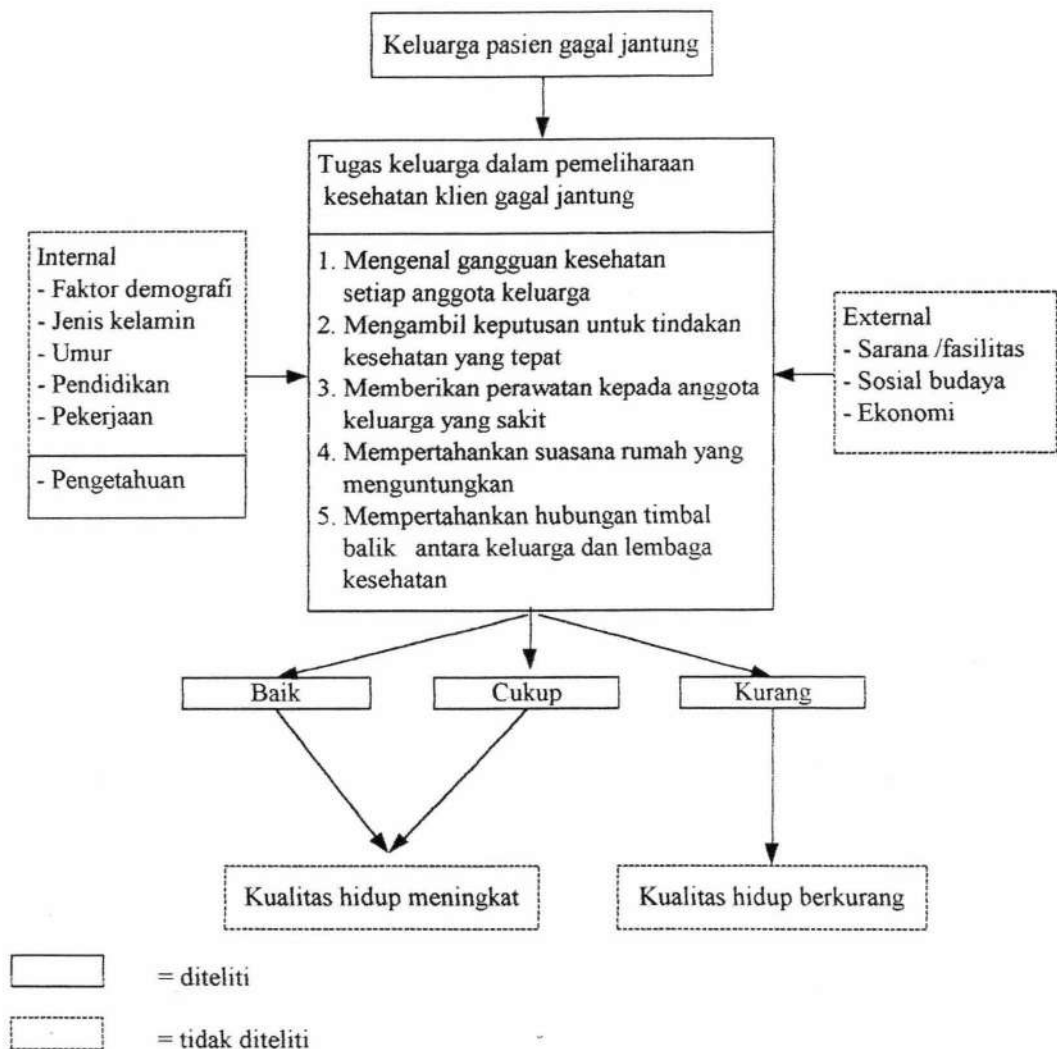 Keluarga pasien gagal jantung
Tugas keluarga dalam pemeliharaan
kesehatan klien gagal jantung
Internal
- Faktor demografi
- Jenis kelamin
- Umur
- Pendidikan
- Pekerjaan
- Pengetahuan
1. Mengenal gangguan kesehatan
setiap anggota keluarga
2. Mengambil keputusan untuk tindakan
kesehatan yang tepat
3. Memberikan perawatan kepada anggota
keluarga yang sakit
4. Mempertahankan suasana rumah yang
menguntungkan
5. Mempertahankan hubungan timbal
balik antara keluarga dan lembaga
kesehatan
External
- Sarana /fasilitas
- Sosial budaya
- Ekonomi
Baik
Cukup
Kurang
Kualitas hidup meningkat
Kualitas hidup berkurang
= diteliti
= tidak diteliti